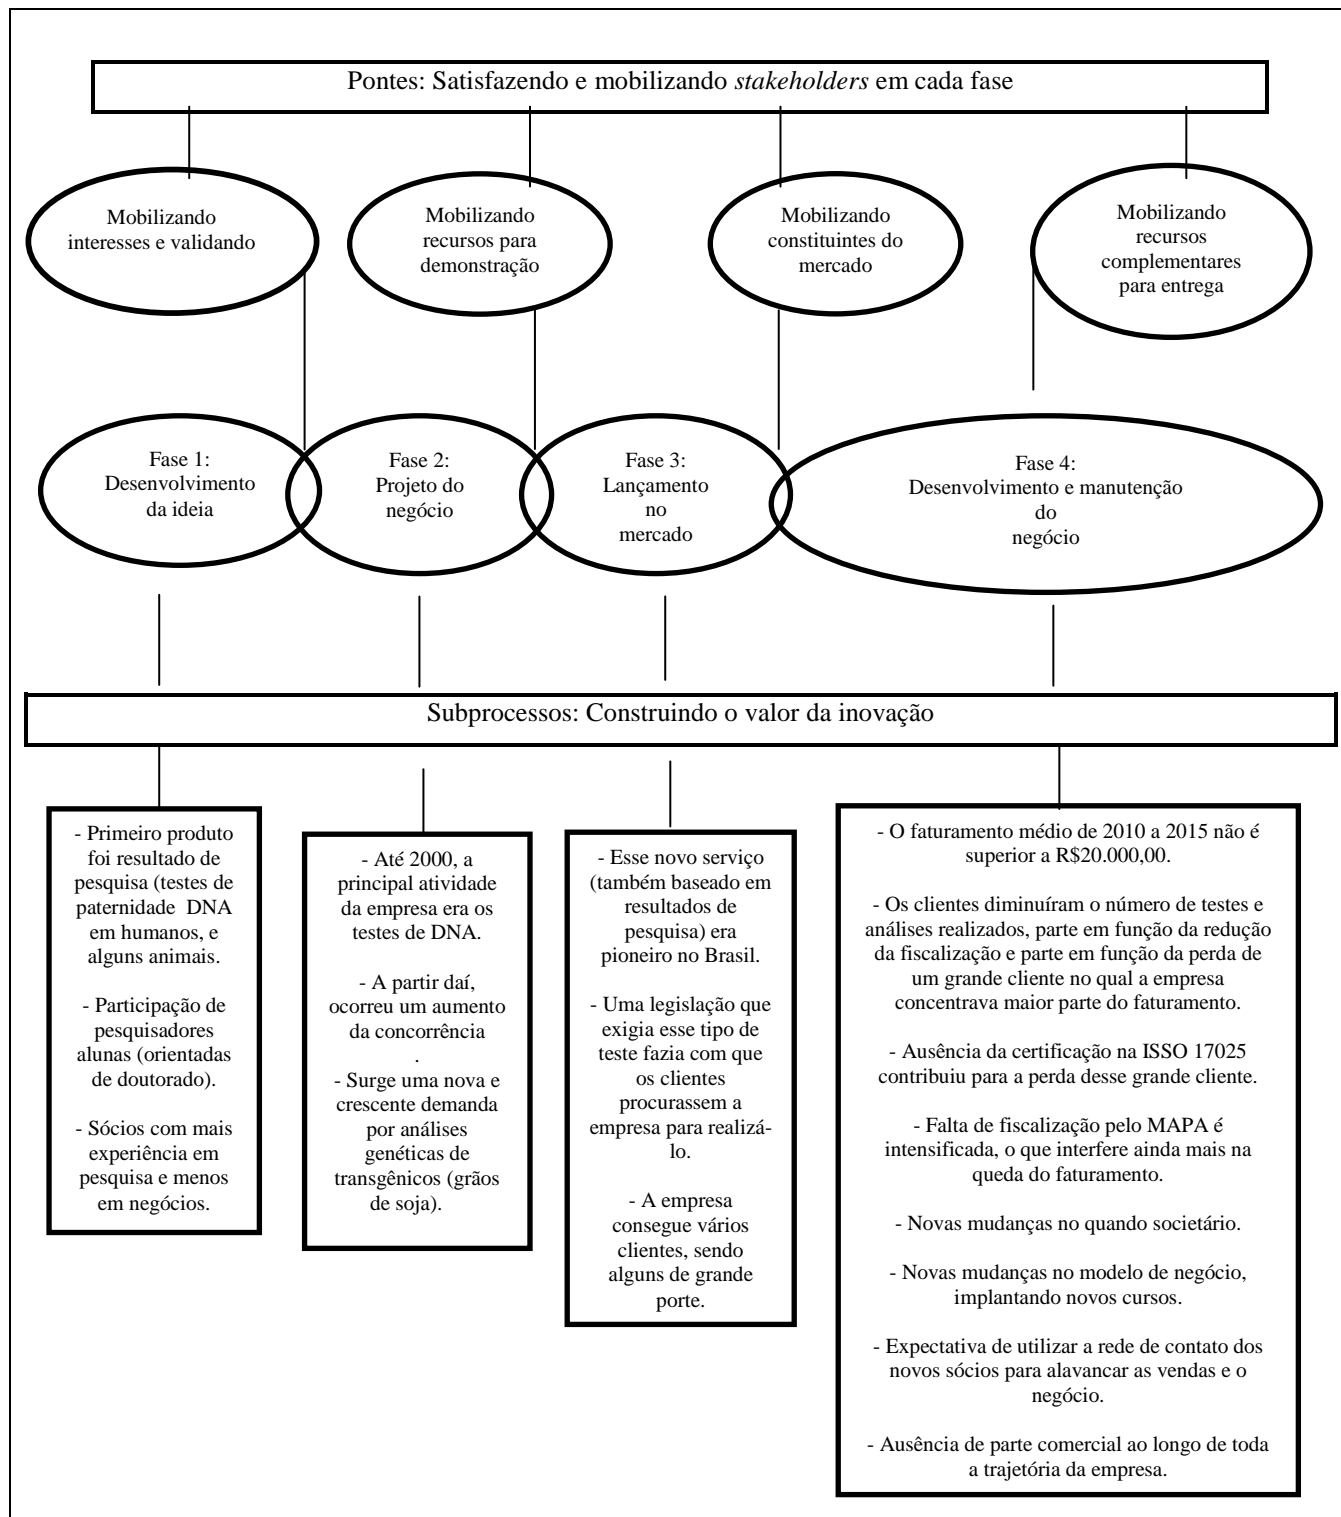 Pontes: Satisfazendo e mobilizando stakeholders em cada fase
Mobilizando
interesses e validando
Mobilizando
recursos para
demonstração
Mobilizando
constituintes do
mercado
Mobilizando
recursos
complementares
para entrega
Fase 1:
Desenvolvimento
da ideia
Fase 2:
Projeto do
negócio
Fase 3:
Lançamento
no
mercado
Fase 4:
Desenvolvimento e manutenção
do
negócio
Subprocessos: Construindo o valor da inovação
- Primeiro produto
foi resultado de
pesquisa (testes de
paternidade DNA
em humanos, e
alguns animais.
- Participação de
pesquisadores
alunas (orientadas
de doutorado).
- Sócios com mais
experiência em
pesquisa e menos
em negócios.
- Até 2000, a
principal atividade
da empresa era os
testes de DNA.
- A partir daí,
ocorreu um aumento
da concorrência
.
- Surge uma nova e
crescente demanda
por análises
genéticas de
transgênicos (grãos
de soja).
- Esse novo serviço
(também baseado em
resultados de
pesquisa) era
pioneiro no Brasil.
- Uma legislação que
exigia esse tipo de
teste fazia com que
os clientes
procurassem a
empresa para realizá-
lo.
- A empresa
consegue vários
clientes, sendo
alguns de grande
porte.
- O faturamento médio de 2010 a 2015 não é
superior a R$20.000,00.
- Os clientes diminuíram o número de testes e
análises realizados, parte em função da redução
da fiscalização e parte em função da perda de
um grande cliente no qual a empresa
concentrava maior parte do faturamento.
- Ausência da certificação na ISSO 17025
contribuiu para a perda desse grande cliente.
- Falta de fiscalização pelo MAPA é
intensificada, o que interfere ainda mais na
queda do faturamento.
- Novas mudanças no quando societário.
- Novas mudanças no modelo de negócio,
implantando novos cursos.
- Expectativa de utilizar a rede de contato dos
novos sócios para alavancar as vendas e o
negócio.
- Ausência de parte comercial ao longo de toda
a trajetória da empresa.